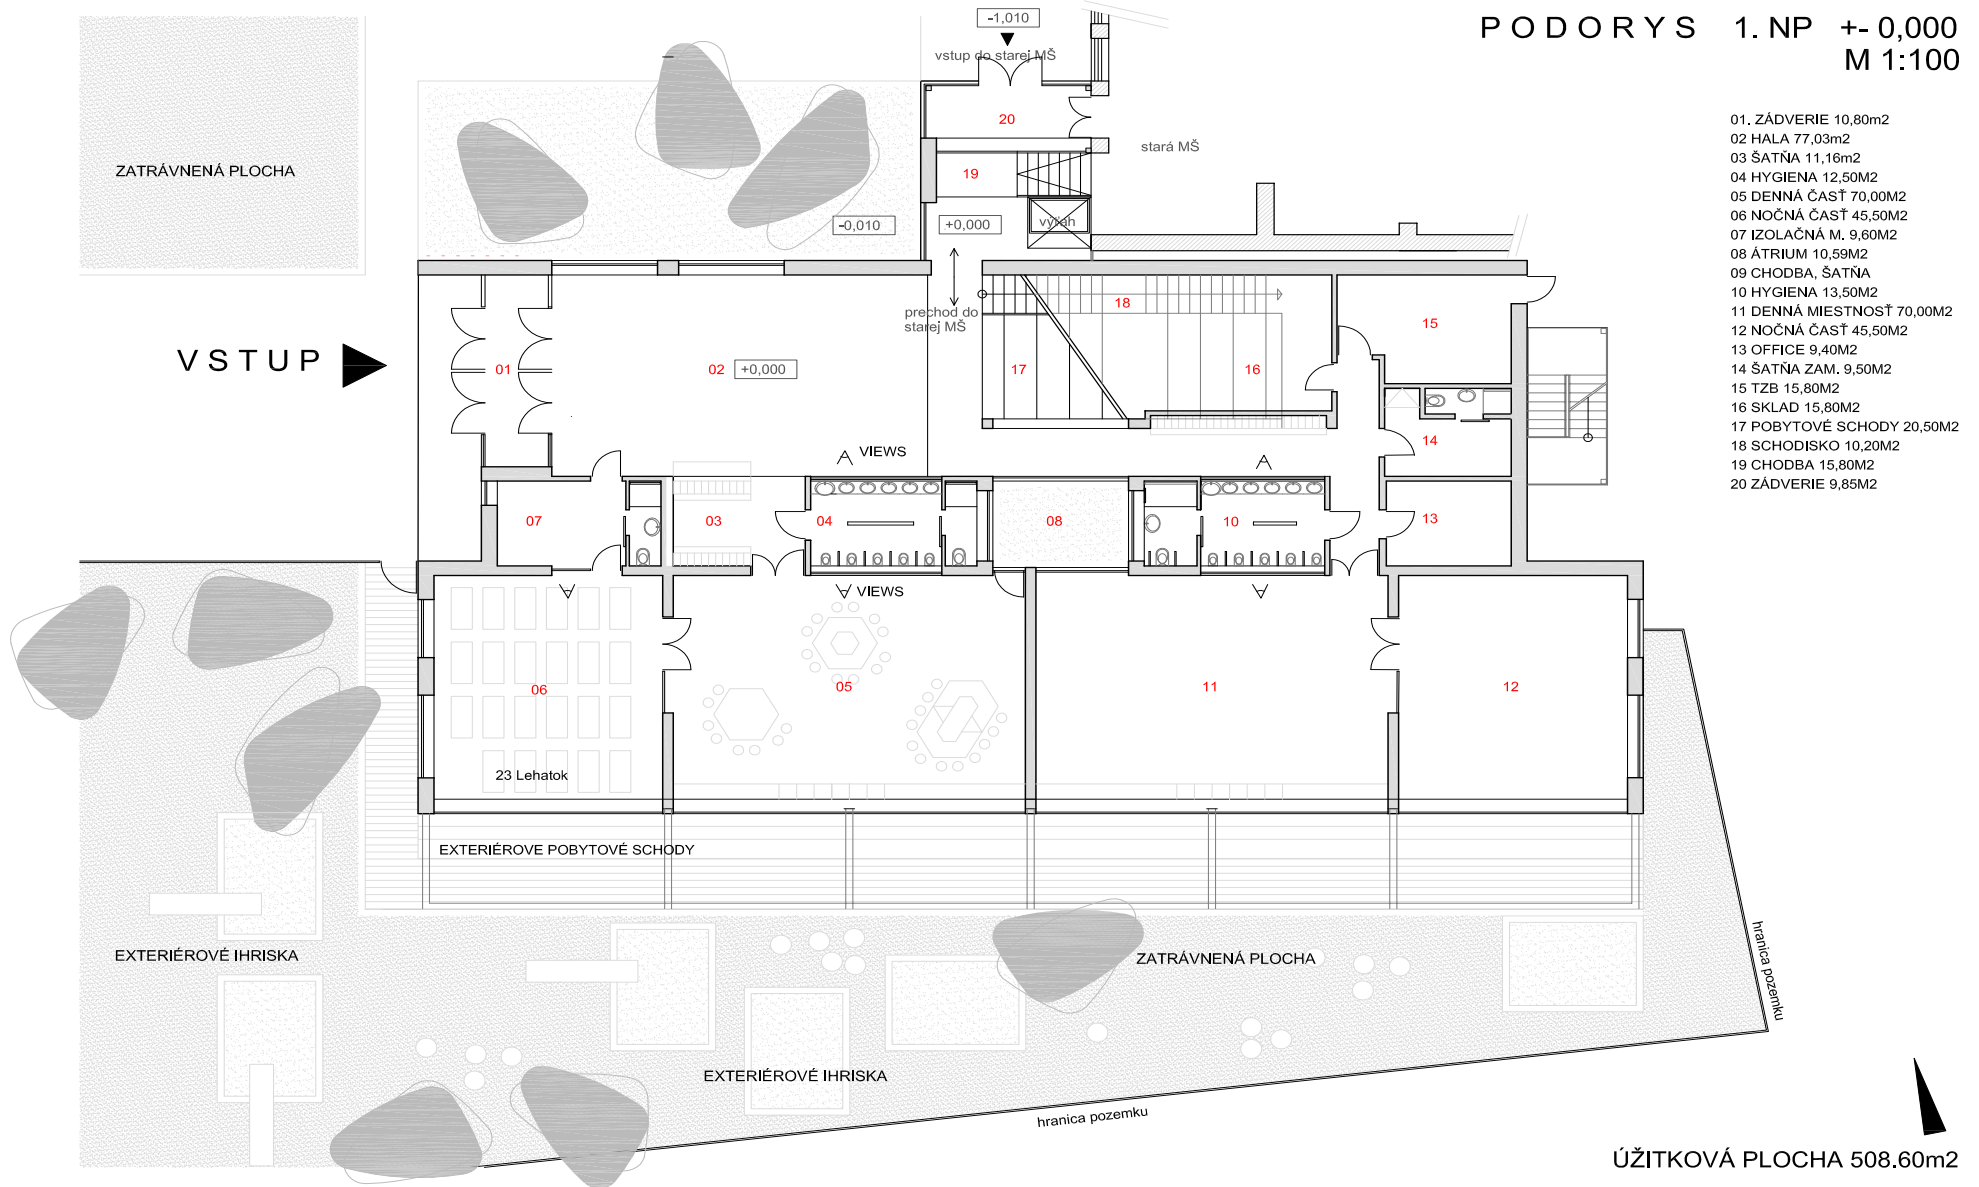 PODORYS 1. NP +- 0,000
M 1:100
01. ZÁDVERIE 10,80m2
02 HALA 77,03m2
03 ŠATŇA 11,16m2
04 HYGIENA 12,50M2
05 DENNÁ ČASŤ 70,00M2
06 NOČNÁ ČASŤ 45,50M2
07 IZOLAČNÁ M. 9,60M2
08 ÁTRIUM 10,59M2
09 CHODBA, ŠATŇA
10 HYGIENA 13,50M2
11 DENNÁ MIESTNOSŤ 70,00M2
12 NOČNÁ ČASŤ 45,50M2
13 OFFICE 9,40M2
14 ŠATŇA ZAM. 9,50M2
15 TZB 15,80M2
16 SKLAD 15,80M2
17 POBYTOVÉ SCHODY 20,50M2
18 SCHODISKO 10,20M2
19 CHODBA 15,80M2
20 ZÁDVERIE 9,85M2
-1,010
vstup do starej MŠ
20
stará MŠ
ZATRÁVNENÁ PLOCHA
19
-0,010
+0,000
výťah
prechod do
starej MŠ
18
15
VSTUP
01
02
+0,000
17
16
14
VIEWS
07
03
04
08
10
13
VIEWS
06
05
11
12
23 Lehatok
EXTERIÉROVE POBYTOVÉ SCHODY
EXTERIÉROVÉ IHRISKA
ZATRÁVNENÁ PLOCHA
hranica pozemku
EXTERIÉROVÉ IHRISKA
hranica pozemku
ÚŽITKOVÁ PLOCHA 508.60m2